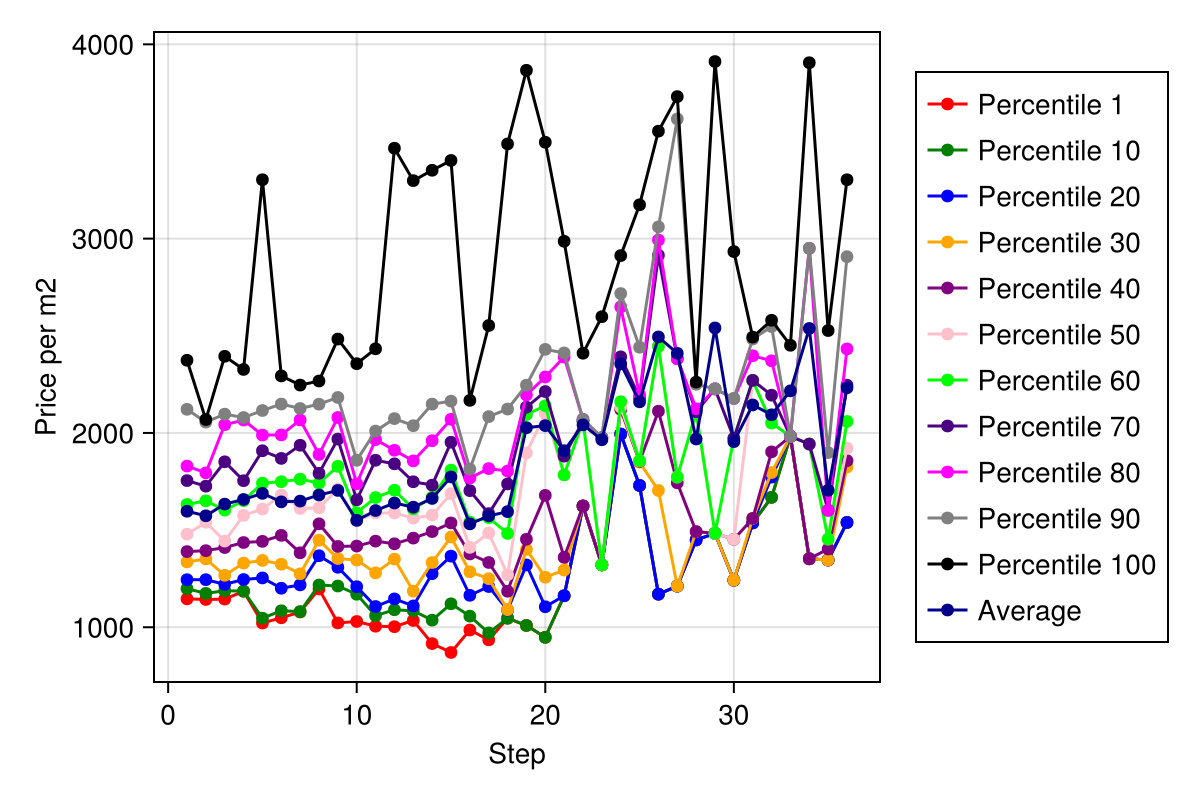 4000
3000
2000
1000
Price per m2
0 10 20 30
Step
Percentile 1
Percentile 10
Percentile 20
Percentile 30
Percentile 40
Percentile 50
Percentile 60
Percentile 70
Percentile 80
Percentile 90
Percentile 100
Average